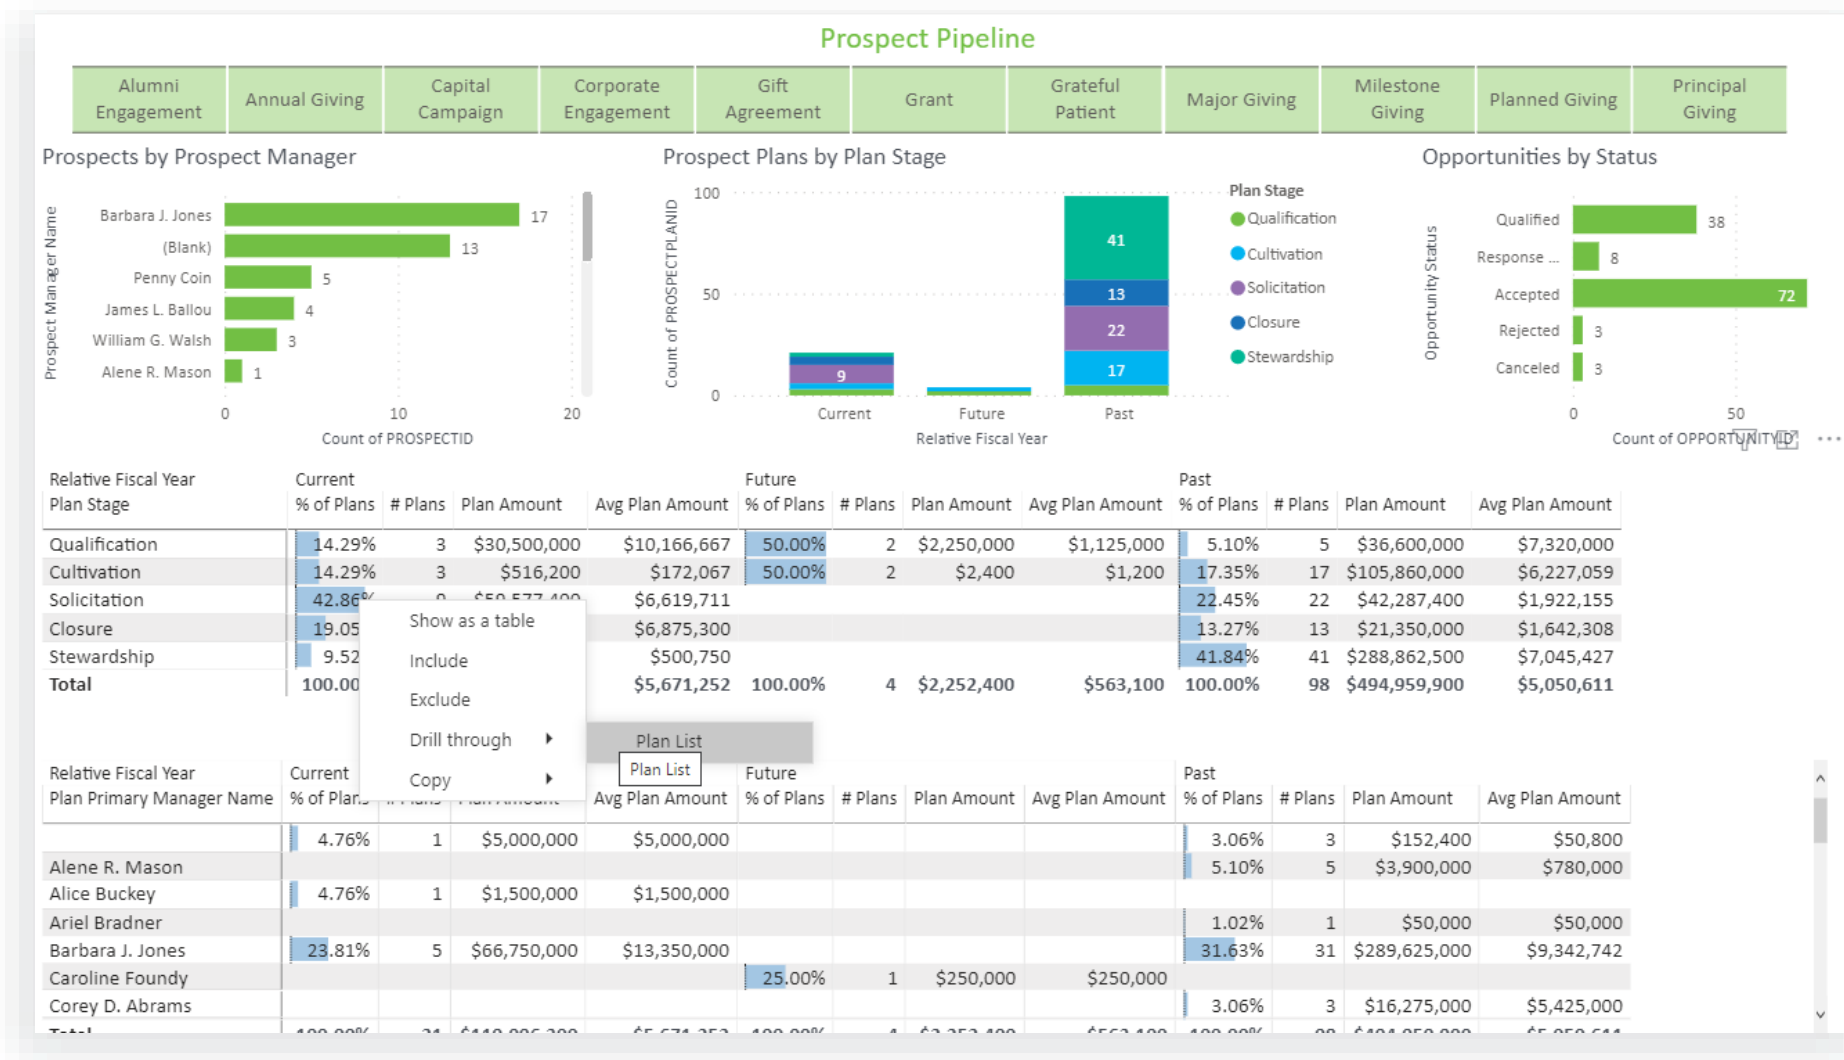 Prospect Pipeline
Alumni Engagement
Annual Giving
Capital Campaign
Corporate Engagement
Gift Agreement
Grant
Grateful Patient
Major Giving
Milestone Giving
Planned Giving
Principal Giving
Prospects by Prospect Manager
Prospect Manager Name
Barbara J. Jones 17
(Blank) 13
Penny Coin 5
James L. Ballou 4
William G. Walsh 3
Alene R. Mason 1
0 10 20
Count of PROSPECTID
Prospect Plans by Plan Stage
Count of PROSPECTPLANID
100
50
0
9
41
13
22
17
Current Future Past
Relative Fiscal Year
Plan Stage
Qualification
Cultivation
Solicitation
Closure
Stewardship
Opportunities by Status
Opportunity Status
Qualified 38
Response ... 8
Accepted 72
Rejected 3
Canceled 3
0 50
Count of OPPORTUNITYID
Relative Fiscal Year Current Future Past
Plan Stage % of Plans # Plans Plan Amount Avg Plan Amount % of Plans # Plans Plan Amount Avg Plan Amount % of Plans # Plans Plan Amount Avg Plan Amount
Qualification 14.29% 3 $30,500,000 $10,166,667 50.00% 2 $2,250,000 $1,125,000 5.10% 5 $36,600,000 $7,320,000
Cultivation 14.29% 3 $516,200 $172,067 50.00% 2 $2,400 $1,200 17.35% 17 $105,860,000 $6,227,059
Solicitation 42.86% $6,619,711 22.45% 22 $42,287,400 $1,922,155
Closure 19.05 $6,875,300 13.27% 13 $21,350,000 $1,642,308
Stewardship 9.52 $500,750 41.84% 41 $288,862,500 $7,045,427
Total 100.00 $5,671,252 100.00% 4 $2,252,400 $563,100 100.00% 98 $494,959,900 $5,050,611
Show as a table
Include
Exclude
Drill through
Copy
Plan List
Plan List
Relative Fiscal Year Current Future Past
Plan Primary Manager Name % of Plans Avg Plan Amount % of Plans # Plans Plan Amount Avg Plan Amount % of Plans # Plans Plan Amount Avg Plan Amount
4.76% 1 $5,000,000 $5,000,000 3.06% 3 $152,400 $50,800
Alene R. Mason 5.10% 5 $3,900,000 $780,000
Alice Buckey 4.76% 1 $1,500,000 $1,500,000
Ariel Bradner 1.02% 1 $50,000 $50,000
Barbara J. Jones 23.81% 5 $66,750,000 $13,350,000 31.63% 31 $289,625,000 $9,342,742
Caroline Foundy 25.00% 1 $250,000 $250,000
Corey D. Abrams 3.06% 3 $16,275,000 $5,425,000
Total